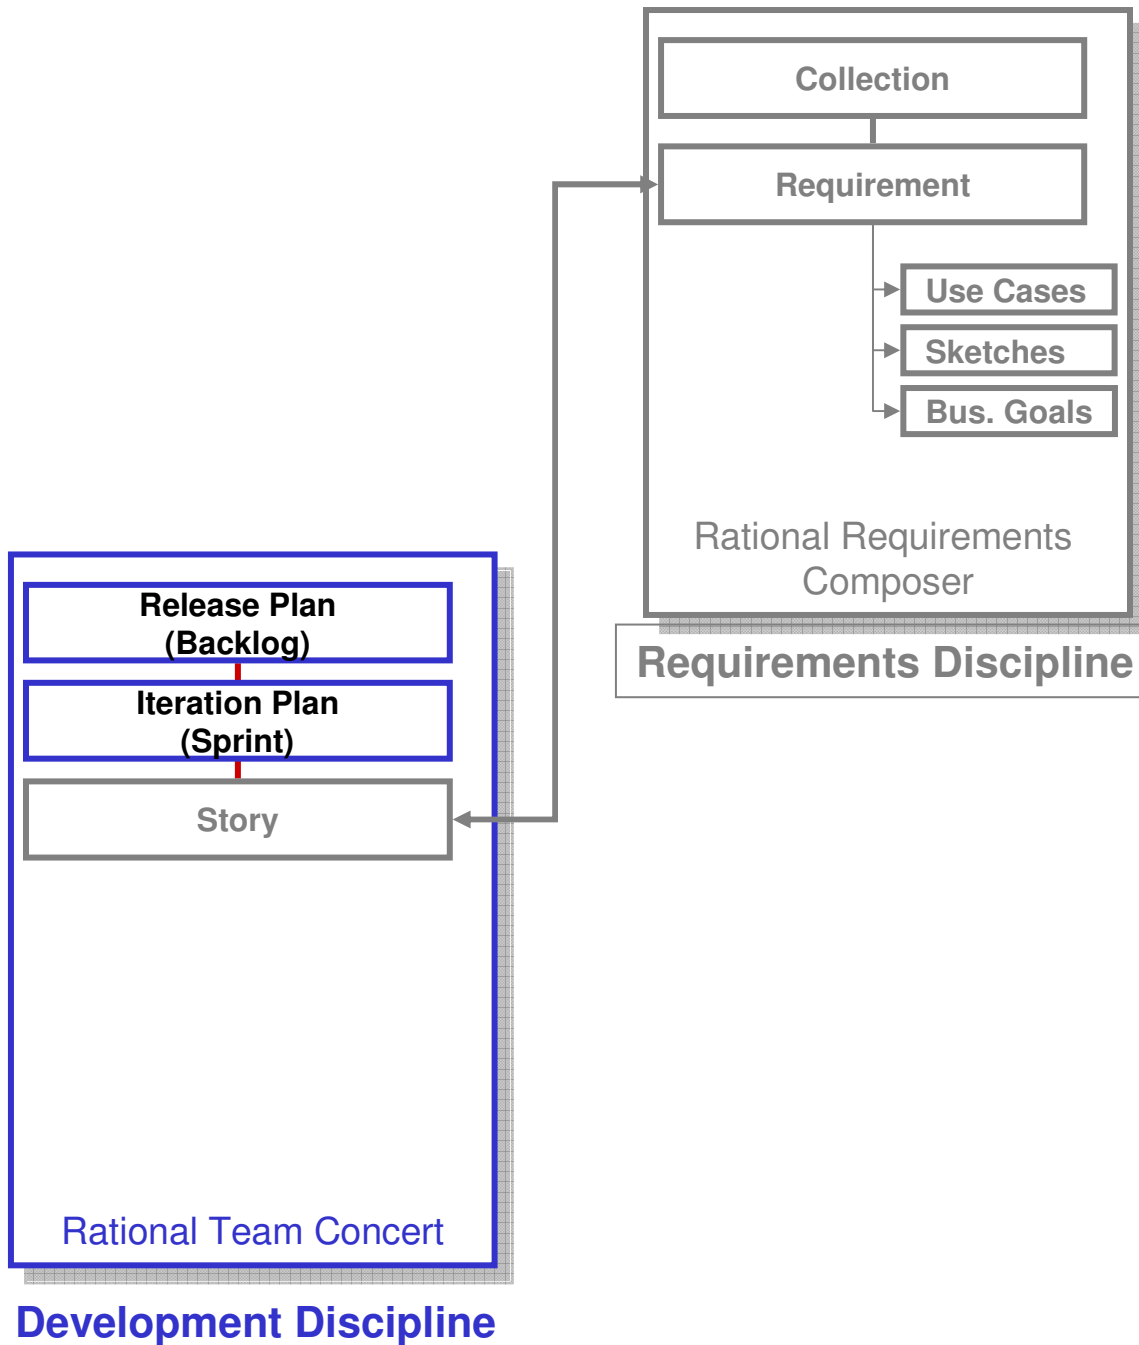 Collection
Requirement
Use Cases
Sketches
Bus. Goals
Rational Requirements
Composer
Requirements Discipline
Release Plan
(Backlog)
Iteration Plan
(Sprint)
Story
Rational Team Concert
Development Discipline